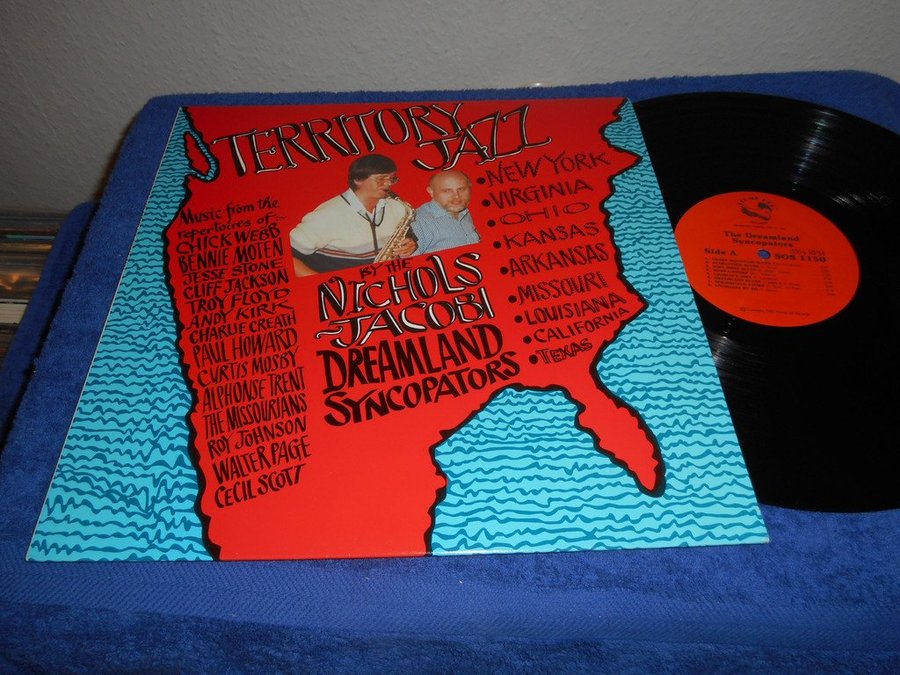 TERRITORY
JAZZ
Music from the
repertoires of:
CHICK WEBB
BENNIE MOTEN
JESSE STONE
CLIFF JACKSON
TROY FLOYD
ANDY KIRK
CHARLIE CREATH
PAUL HOWARD
CURTIS MOSBY
ALPHONSE TRENT
THE MISSOURIANS
ROY JOHNSON
WALTER PAGE
CECIL SCOTT
BY THE
NICHOLS
JACOBI
DREAMLAND
SYNCOPATORS
•NEW YORK
•VIRGINIA
•OHIO
•KANSAS
•ARKANSAS
•MISSOURI
•LOUISIANA
•CALIFORNIA
•TEXAS
The Dreamland
Syncopators
Side A
SOS 1150